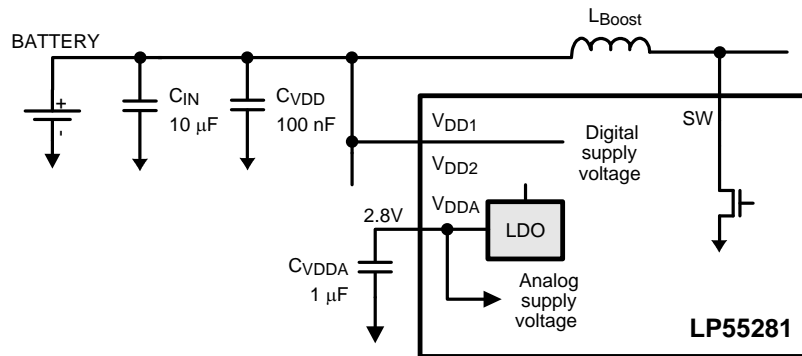 L_Boost
BATTERY
+
-
C_IN
10 μF
C_VDD
100 nF
V_DD1
Digital
supply
voltage
SW
V_DD2
2.8V
V_DDA
LDO
C_VDDA
1 μF
Analog
supply
voltage
LP55281